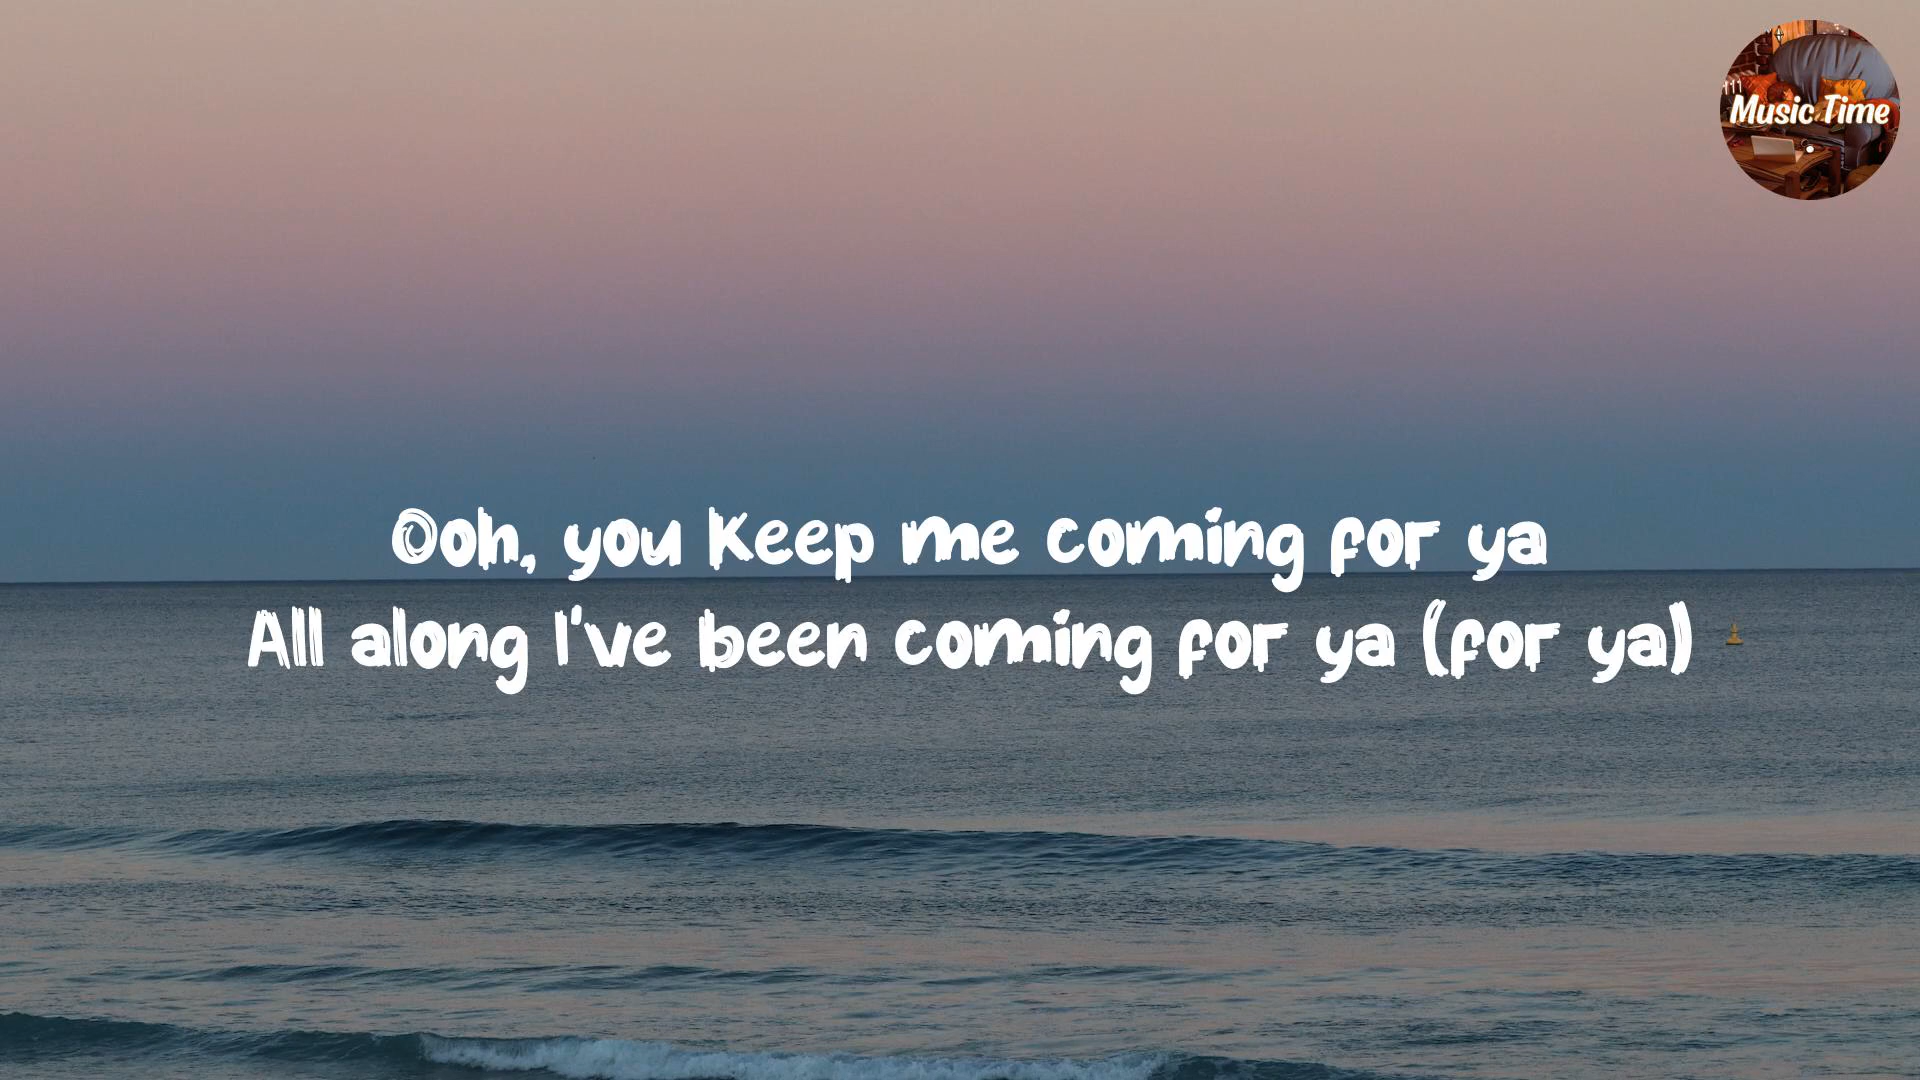 Music Time
Ooh, you keep me coming for ya
All along I've been coming for ya (for ya)